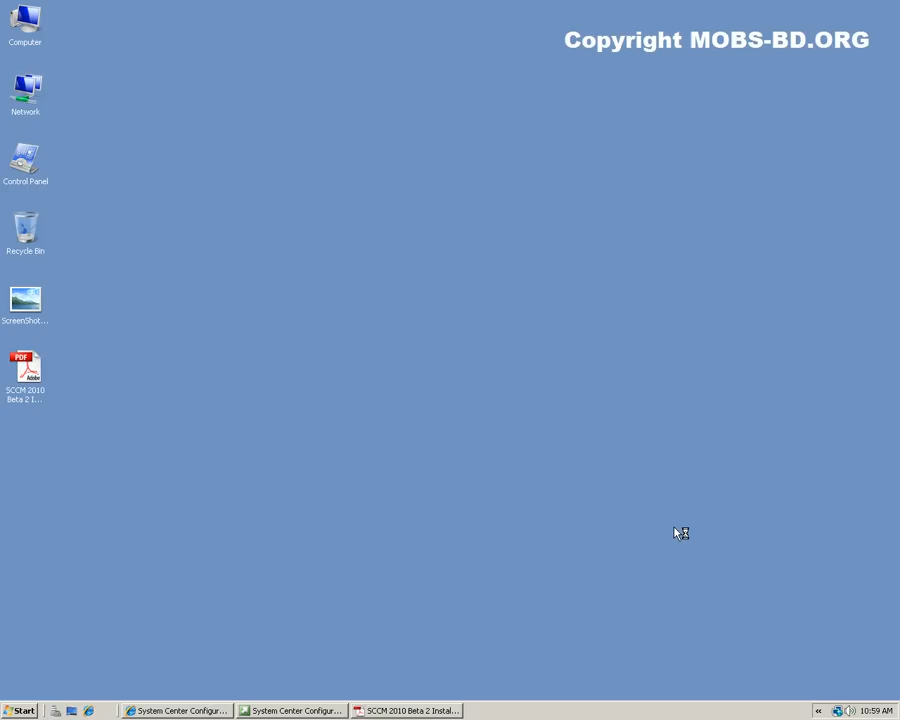 Copyright MOBS-BD.ORG
Computer
Network
Control Panel
Recycle Bin
ScreenShot...
SCCM 2010
Beta 2 I...
Start
System Center Configur...
System Center Configur...
SCCM 2010 Beta 2 Instal...
10:59 AM